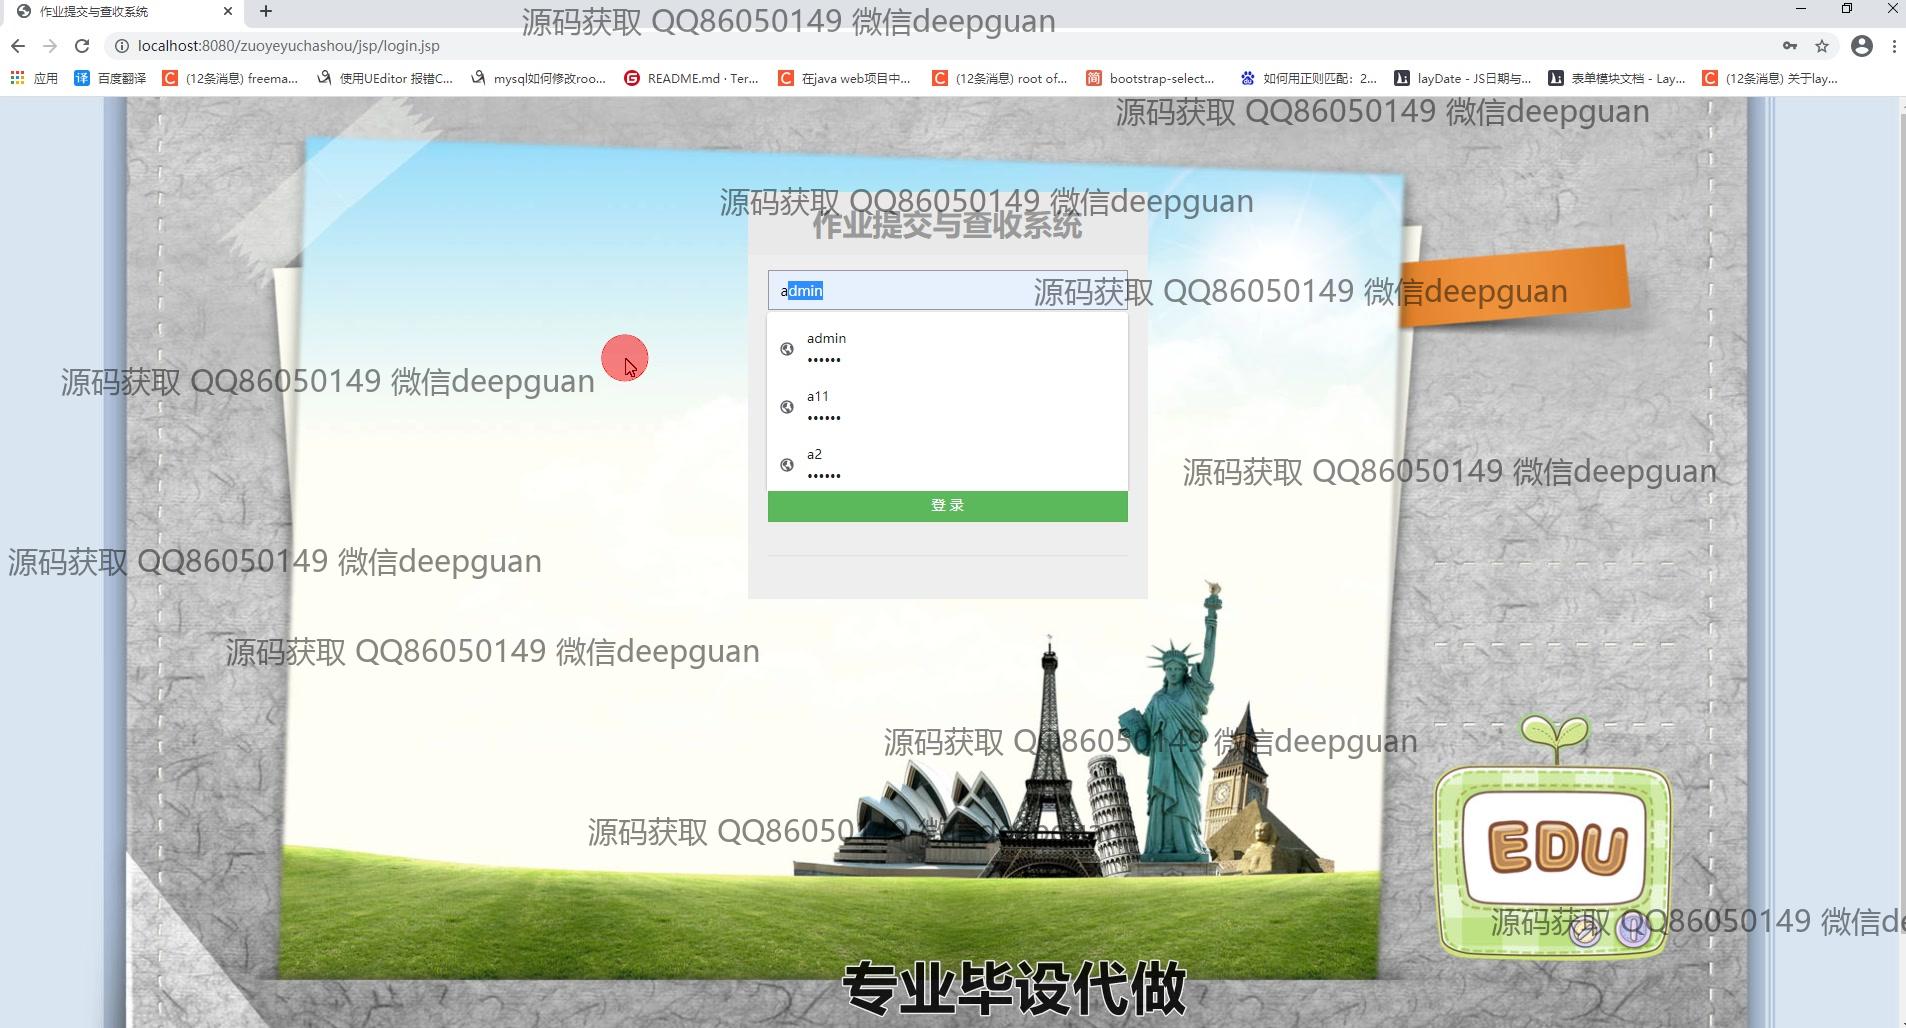 作业提交与查收系统
源码获取 QQ86050149 微信deepguan
localhost:8080/zuoyeyuchashou/jsp/login.jsp
应用 百度翻译 (12条消息) freema... 使用UEditor 报错C... mysql如何修改roo... README.md · Ter... 在java web项目中... (12条消息) root of... bootstrap-select... 如何用正则匹配：2... layDate - JS日期与... 表单模块文档 - Lay... (12条消息) 关于lay...
源码获取 QQ86050149 微信deepguan
源码获取 QQ86050149 微信deepguan
作业提交与查收系统
admin
源码获取 QQ86050149 微信deepguan
admin
••••••
源码获取 QQ86050149 微信deepguan
a11
••••••
a2
••••••
源码获取 QQ86050149 微信deepguan
登 录
源码获取 QQ86050149 微信deepguan
源码获取 QQ86050149 微信deepguan
源码获取 QQ86050149 微信deepguan
源码获取 QQ86050149 微信deepguan
EDU
源码获取 QQ86050149 微信de
专业毕设代做